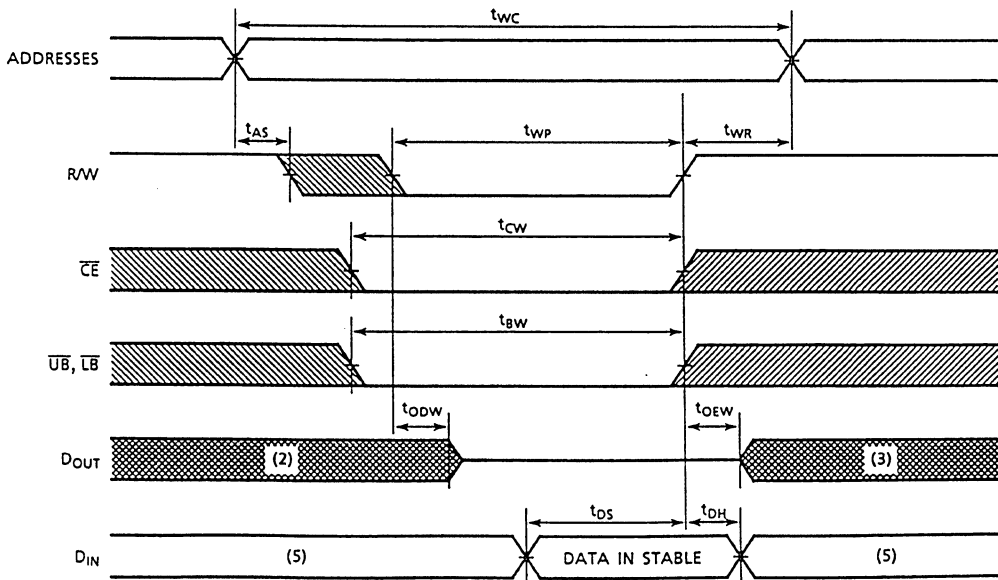 tWC
ADDRESSES
tAS
tWP
tWR
R/W
tCW
CE
tBW
UB, LB
tODW
tOEW
DOUT
(2)
(3)
tDS
tDH
DIN
(5)
DATA IN STABLE
(5)